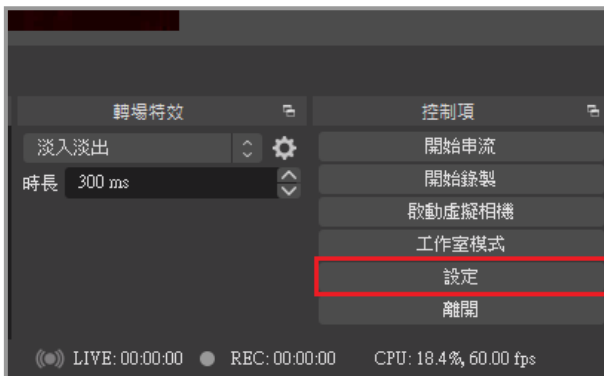 轉場特效
淡入淡出
時長 300 ms
控制項
開始串流
開始錄製
啟動虛擬相機
工作室模式
設定
離開
LIVE: 00:00:00 REC: 00:00:00 CPU: 18.4%, 60.00 fps